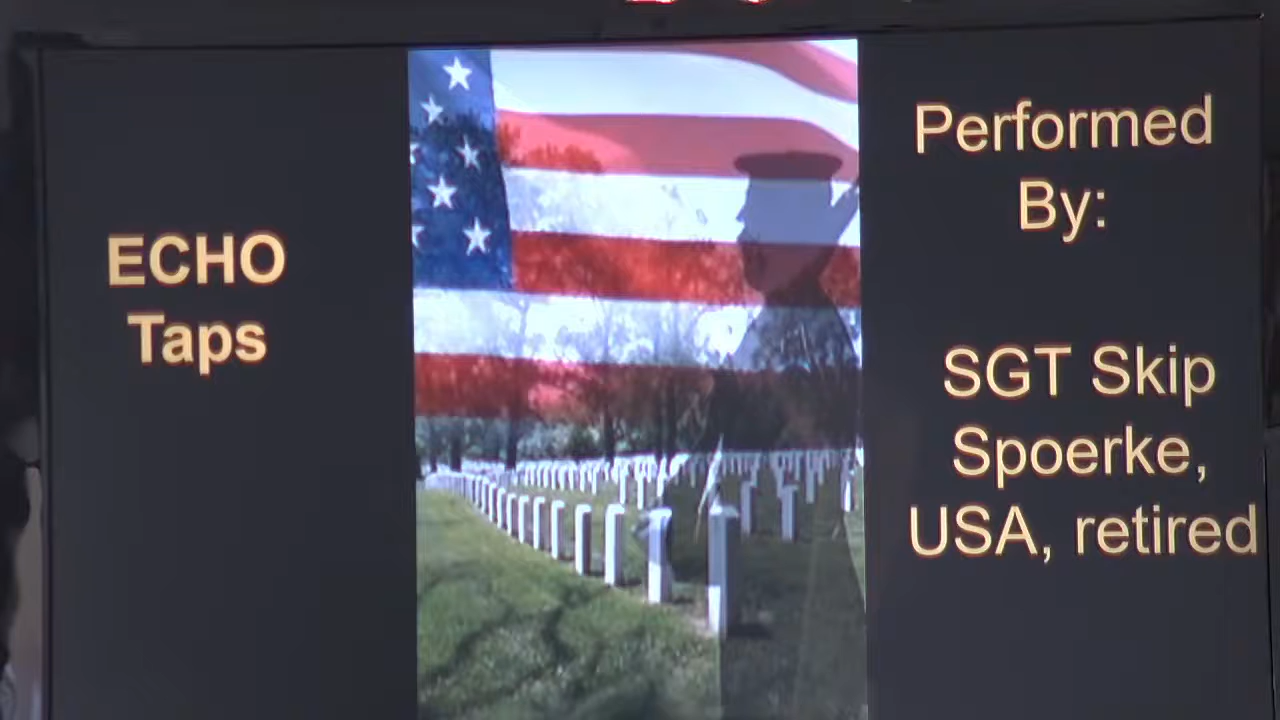 ECHO
Taps
Performed
By:
SGT Skip
Spoerke,
USA, retired